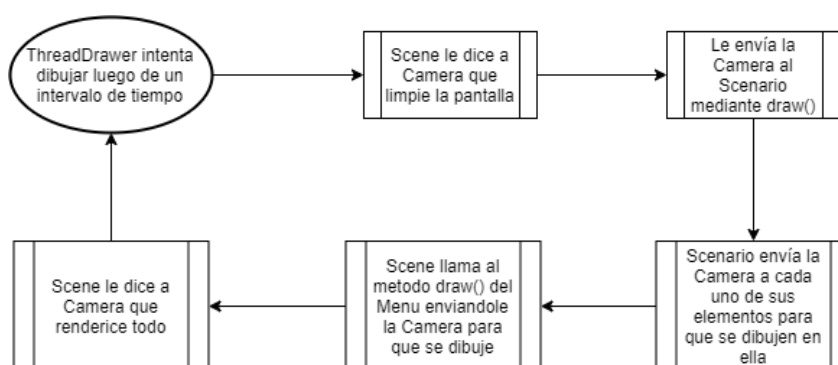 ThreadDrawer intenta
dibujar luego de un
intervalo de tiempo
Scene le dice a
Camera que
limpie la pantalla
Le envía la
Camera al
Scenario
mediante draw()
Scenario envía la
Camera a cada
uno de sus
elementos para
que se dibujen en
ella
Scene llama al
metodo draw() del
Menu enviandole
la Camera para
que se dibuje
Scene le dice a
Camera que
renderice todo